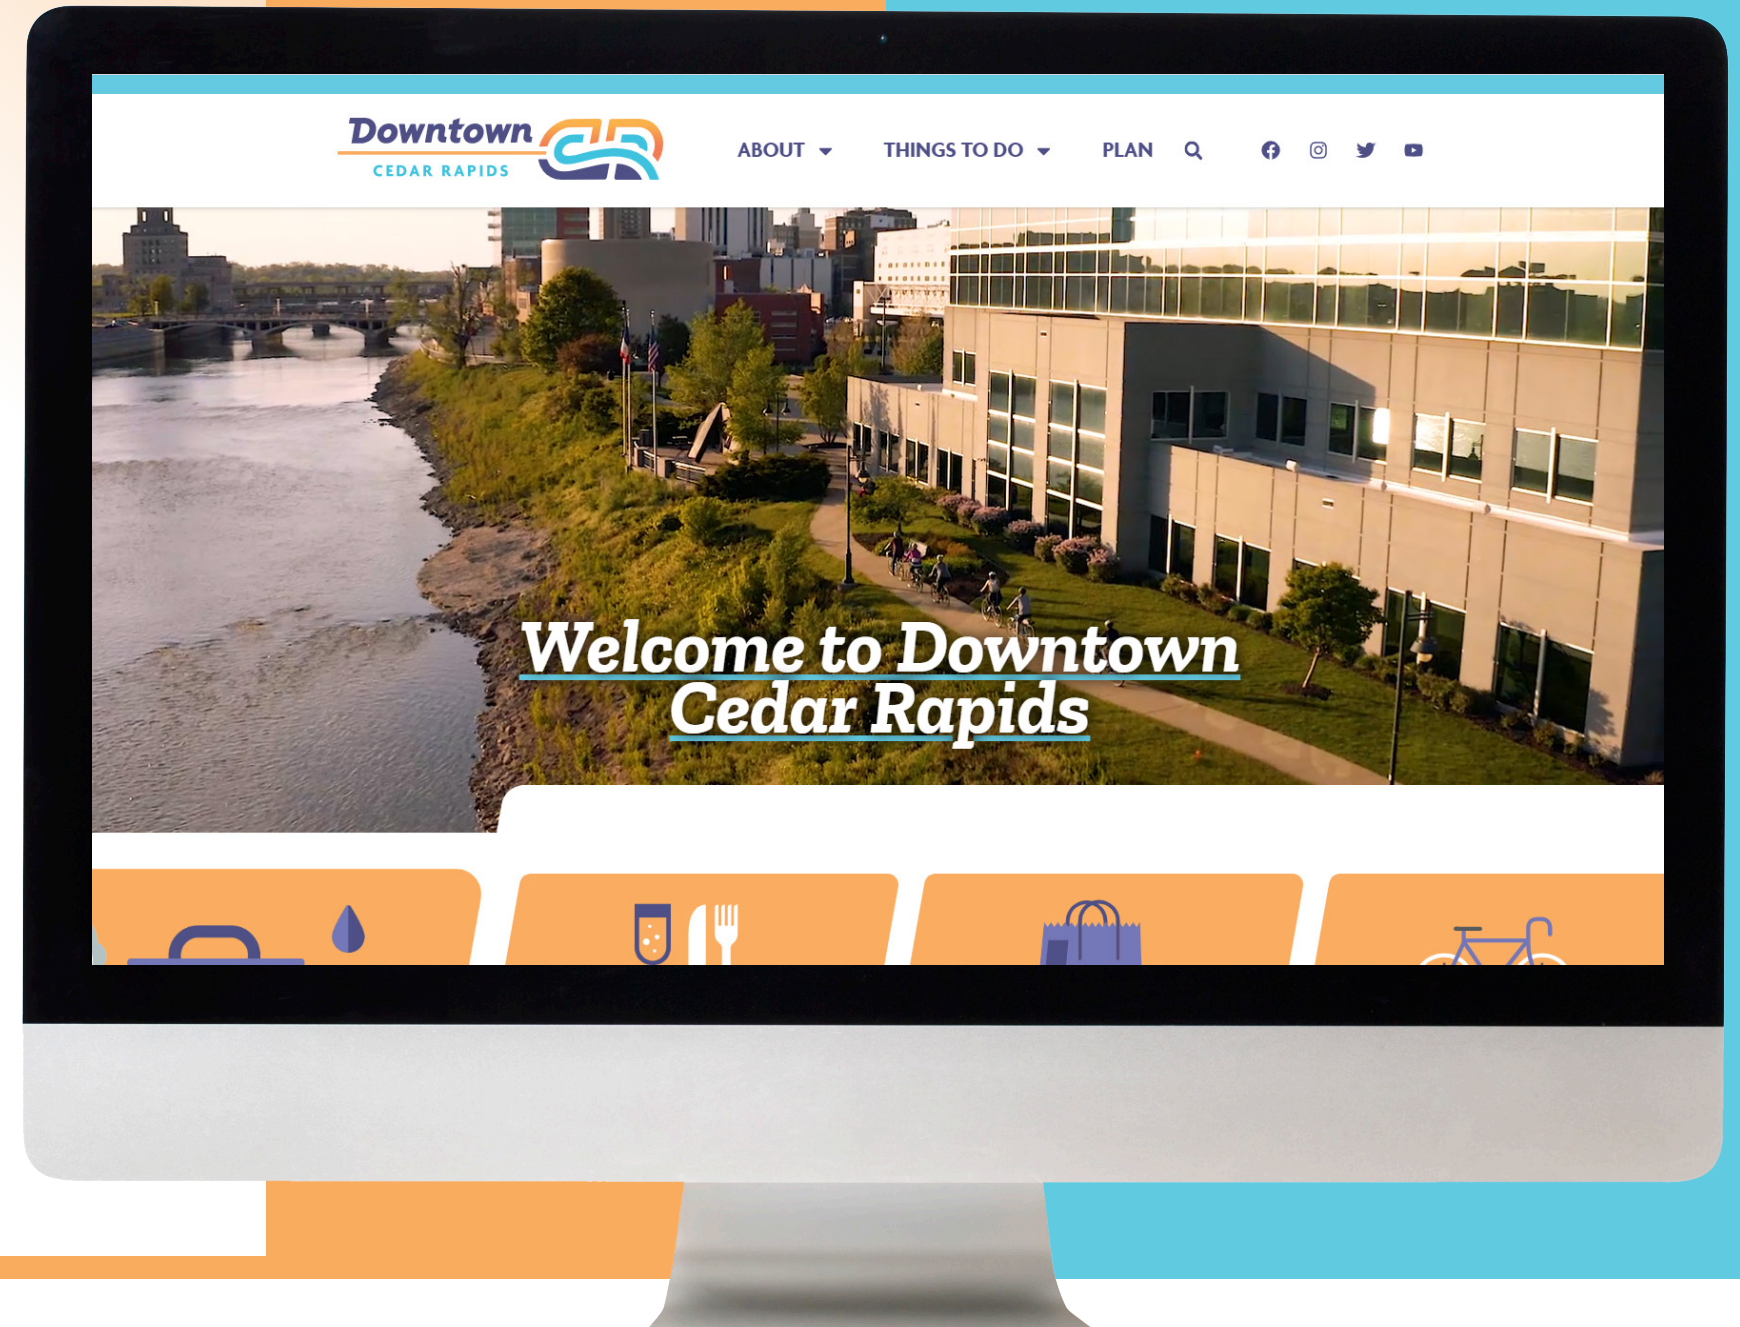 Downtown
CEDAR RAPIDS
ABOUT
THINGS TO DO
PLAN
Welcome to Downtown
Cedar Rapids